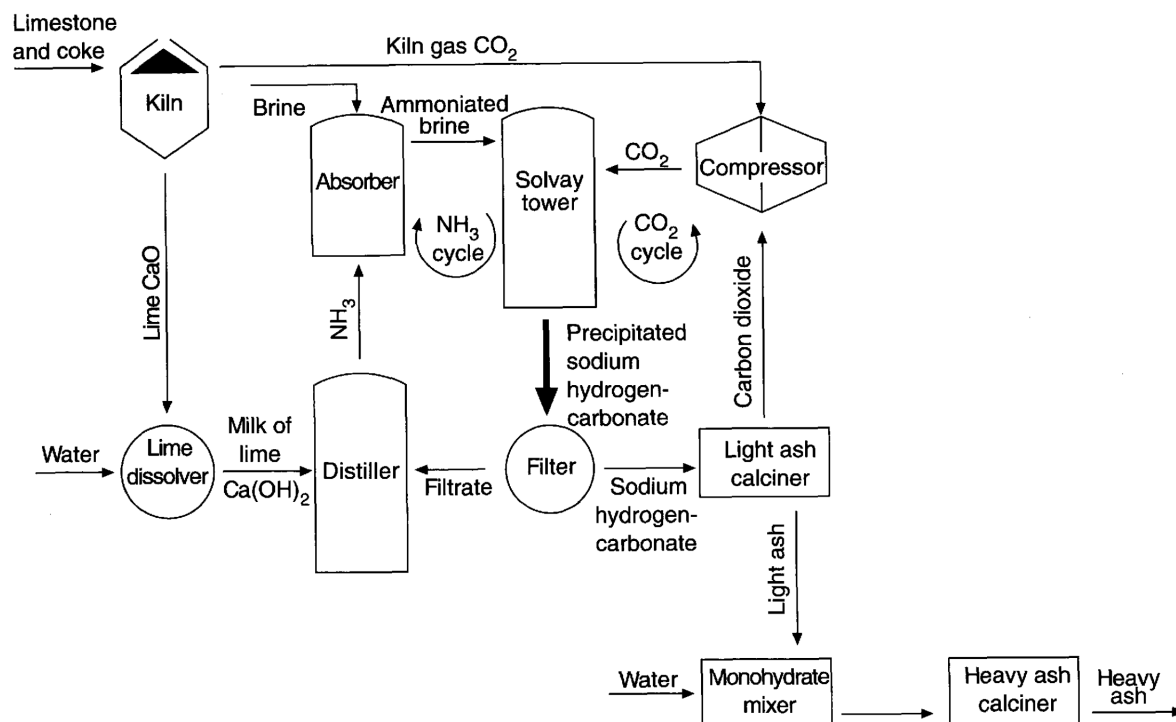 Limestone
and coke
Kiln gas CO₂
Kiln
Brine
Ammoniated
brine
Absorber
Solvay
tower
CO₂
Compressor
NH₃
cycle
CO₂
cycle
Lime CaO
NH₃
Precipitated
sodium
hydrogen-
carbonate
Carbon dioxide
Water
Lime
dissolver
Milk of
lime
Ca(OH)₂
Distiller
Filtrate
Filter
Sodium
hydrogen-
carbonate
Light ash
calciner
Light ash
Water
Monohydrate
mixer
Heavy ash
calciner
Heavy
ash